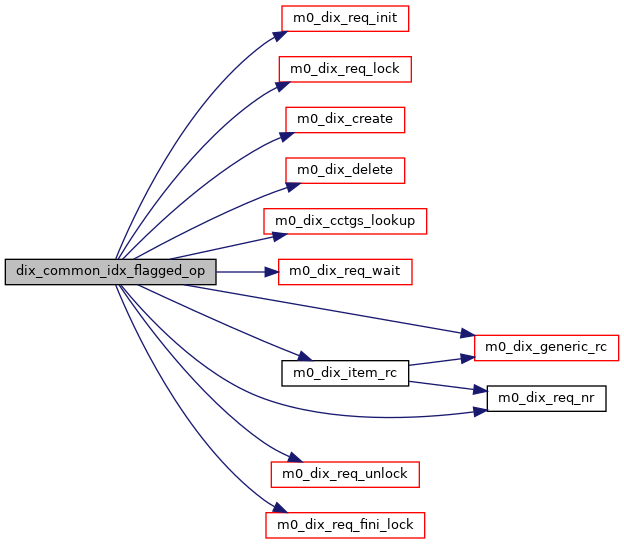 m0_dix_req_init
m0_dix_req_lock
m0_dix_create
m0_dix_delete
m0_dix_cctgs_lookup
dix_common_idx_flagged_op
m0_dix_req_wait
m0_dix_generic_rc
m0_dix_item_rc
m0_dix_req_nr
m0_dix_req_unlock
m0_dix_req_fini_lock